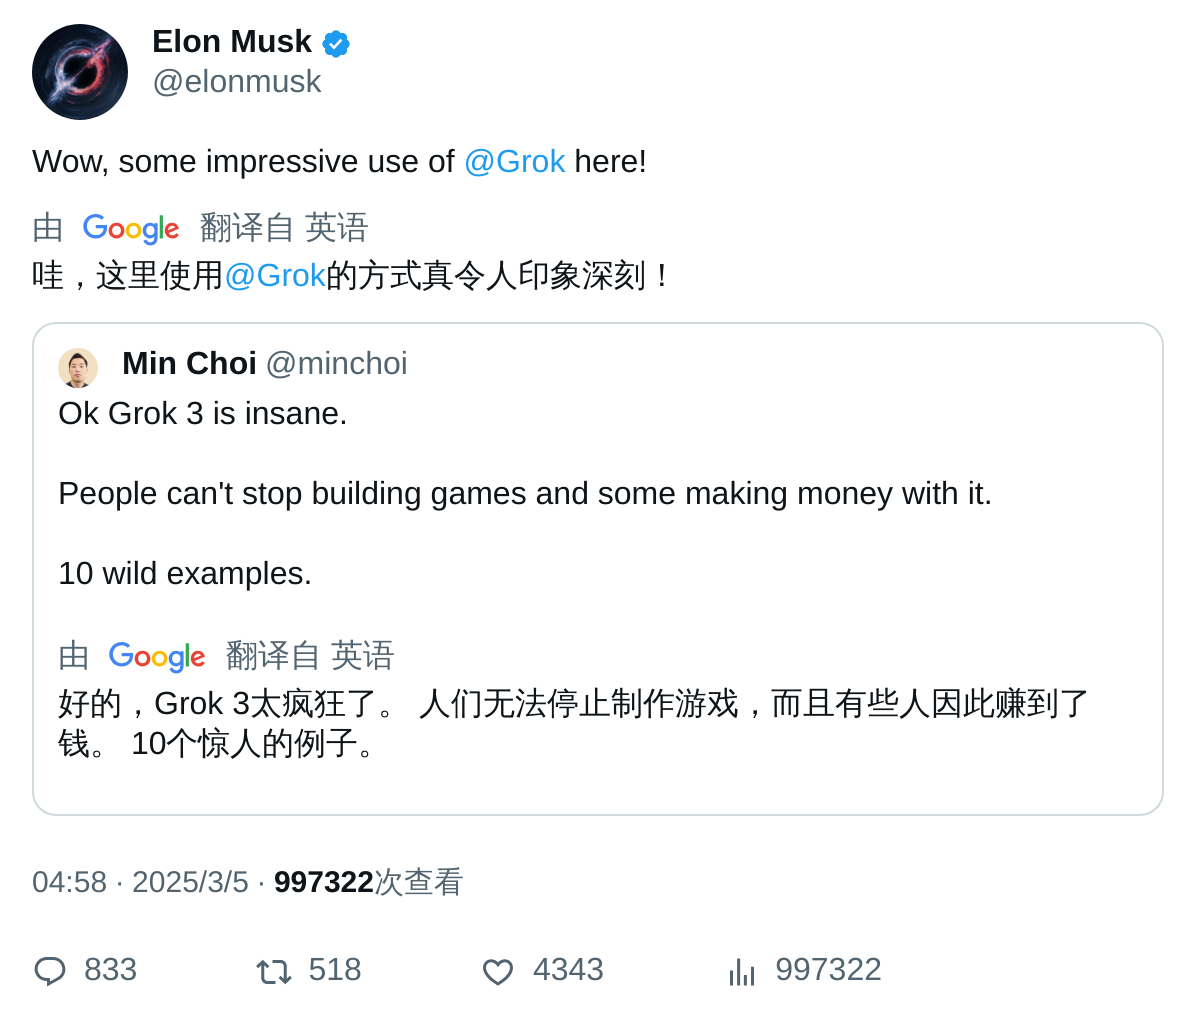 Elon Musk
@elonmusk
Wow, some impressive use of @Grok here!
由 Google 翻译自 英语
哇，这里使用@Grok的方式真令人印象深刻！
Min Choi @minchoi
Ok Grok 3 is insane.
People can't stop building games and some making money with it.
10 wild examples.
由 Google 翻译自 英语
好的，Grok 3太疯狂了。 人们无法停止制作游戏，而且有些人因此赚到了
钱。 10个惊人的例子。
04:58 · 2025/3/5 · 997322次查看
833 518 4343 997322